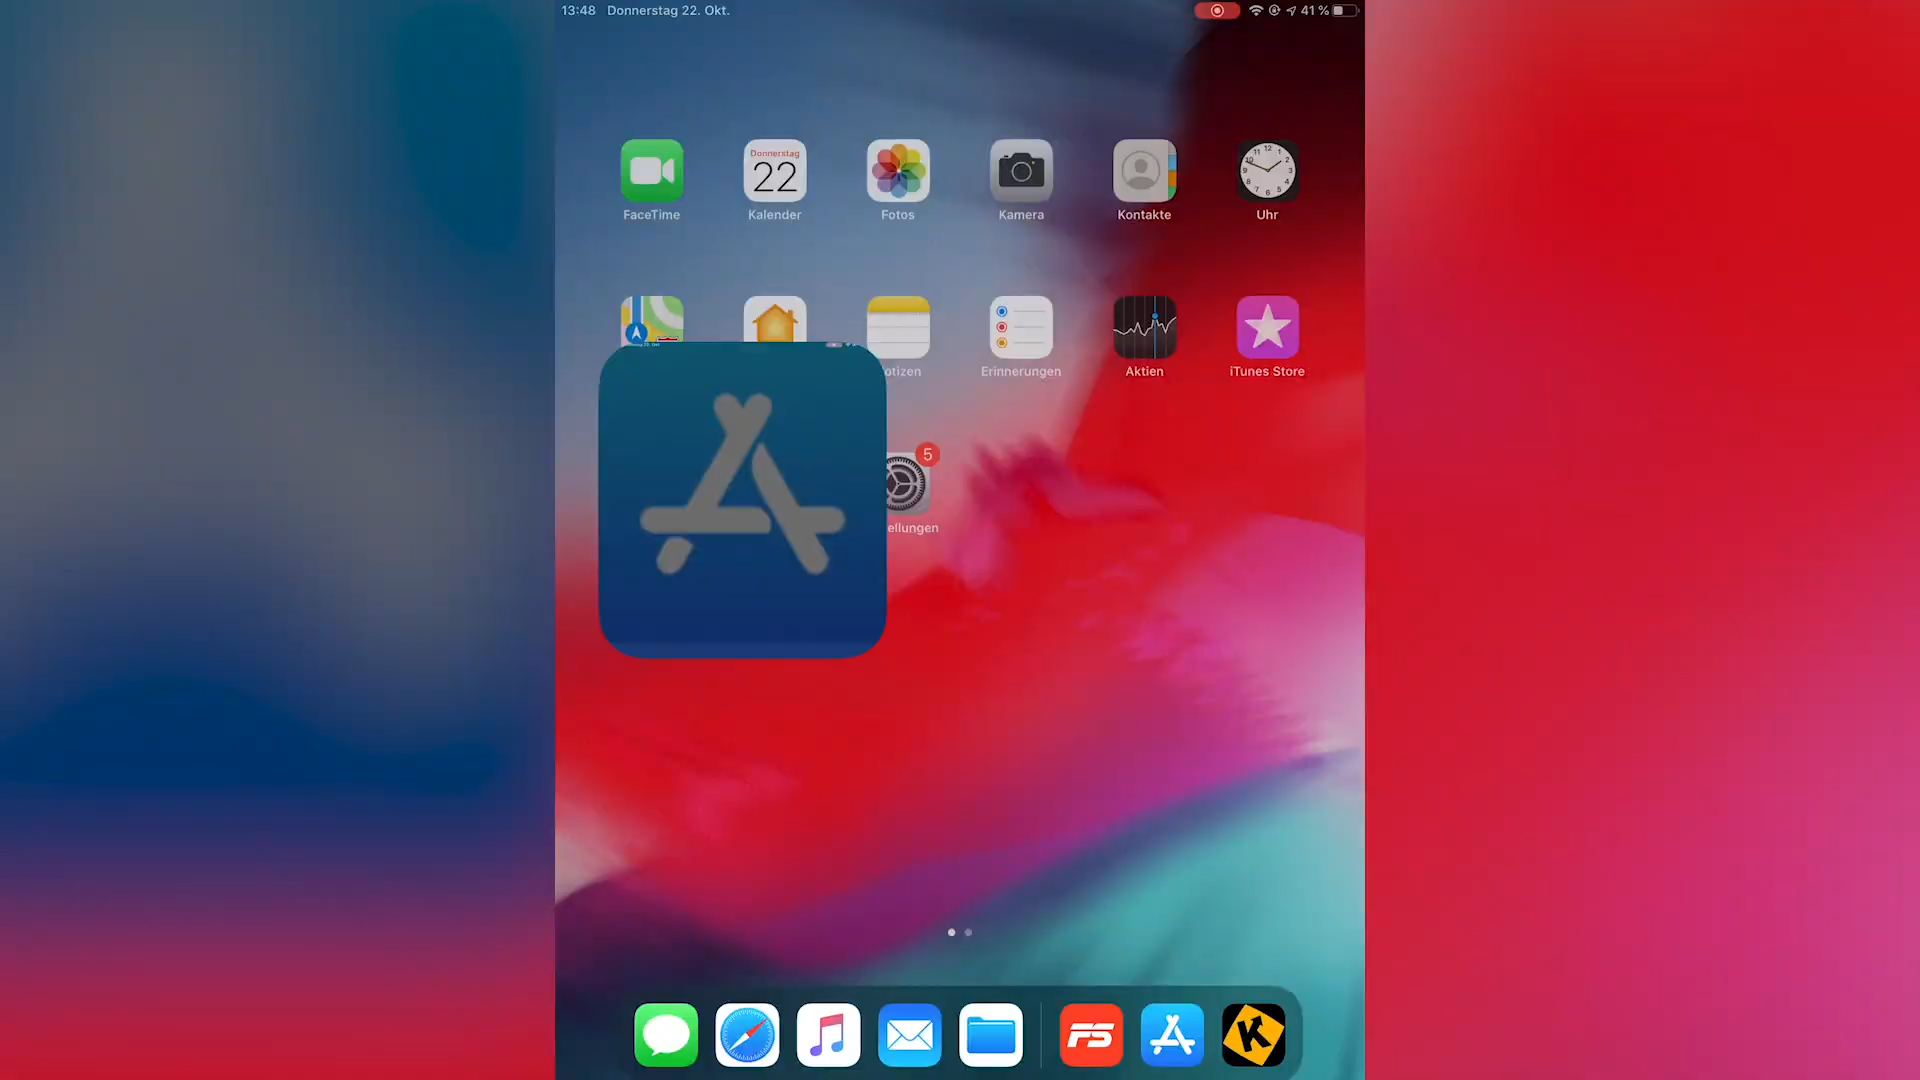 13:48 Donnerstag 22. Okt.
41 %
Donnerstag
22
FaceTime
Kalender
Fotos
Kamera
Kontakte
Uhr
otizen
Erinnerungen
Aktien
iTunes Store
5
ellungen
FS
K